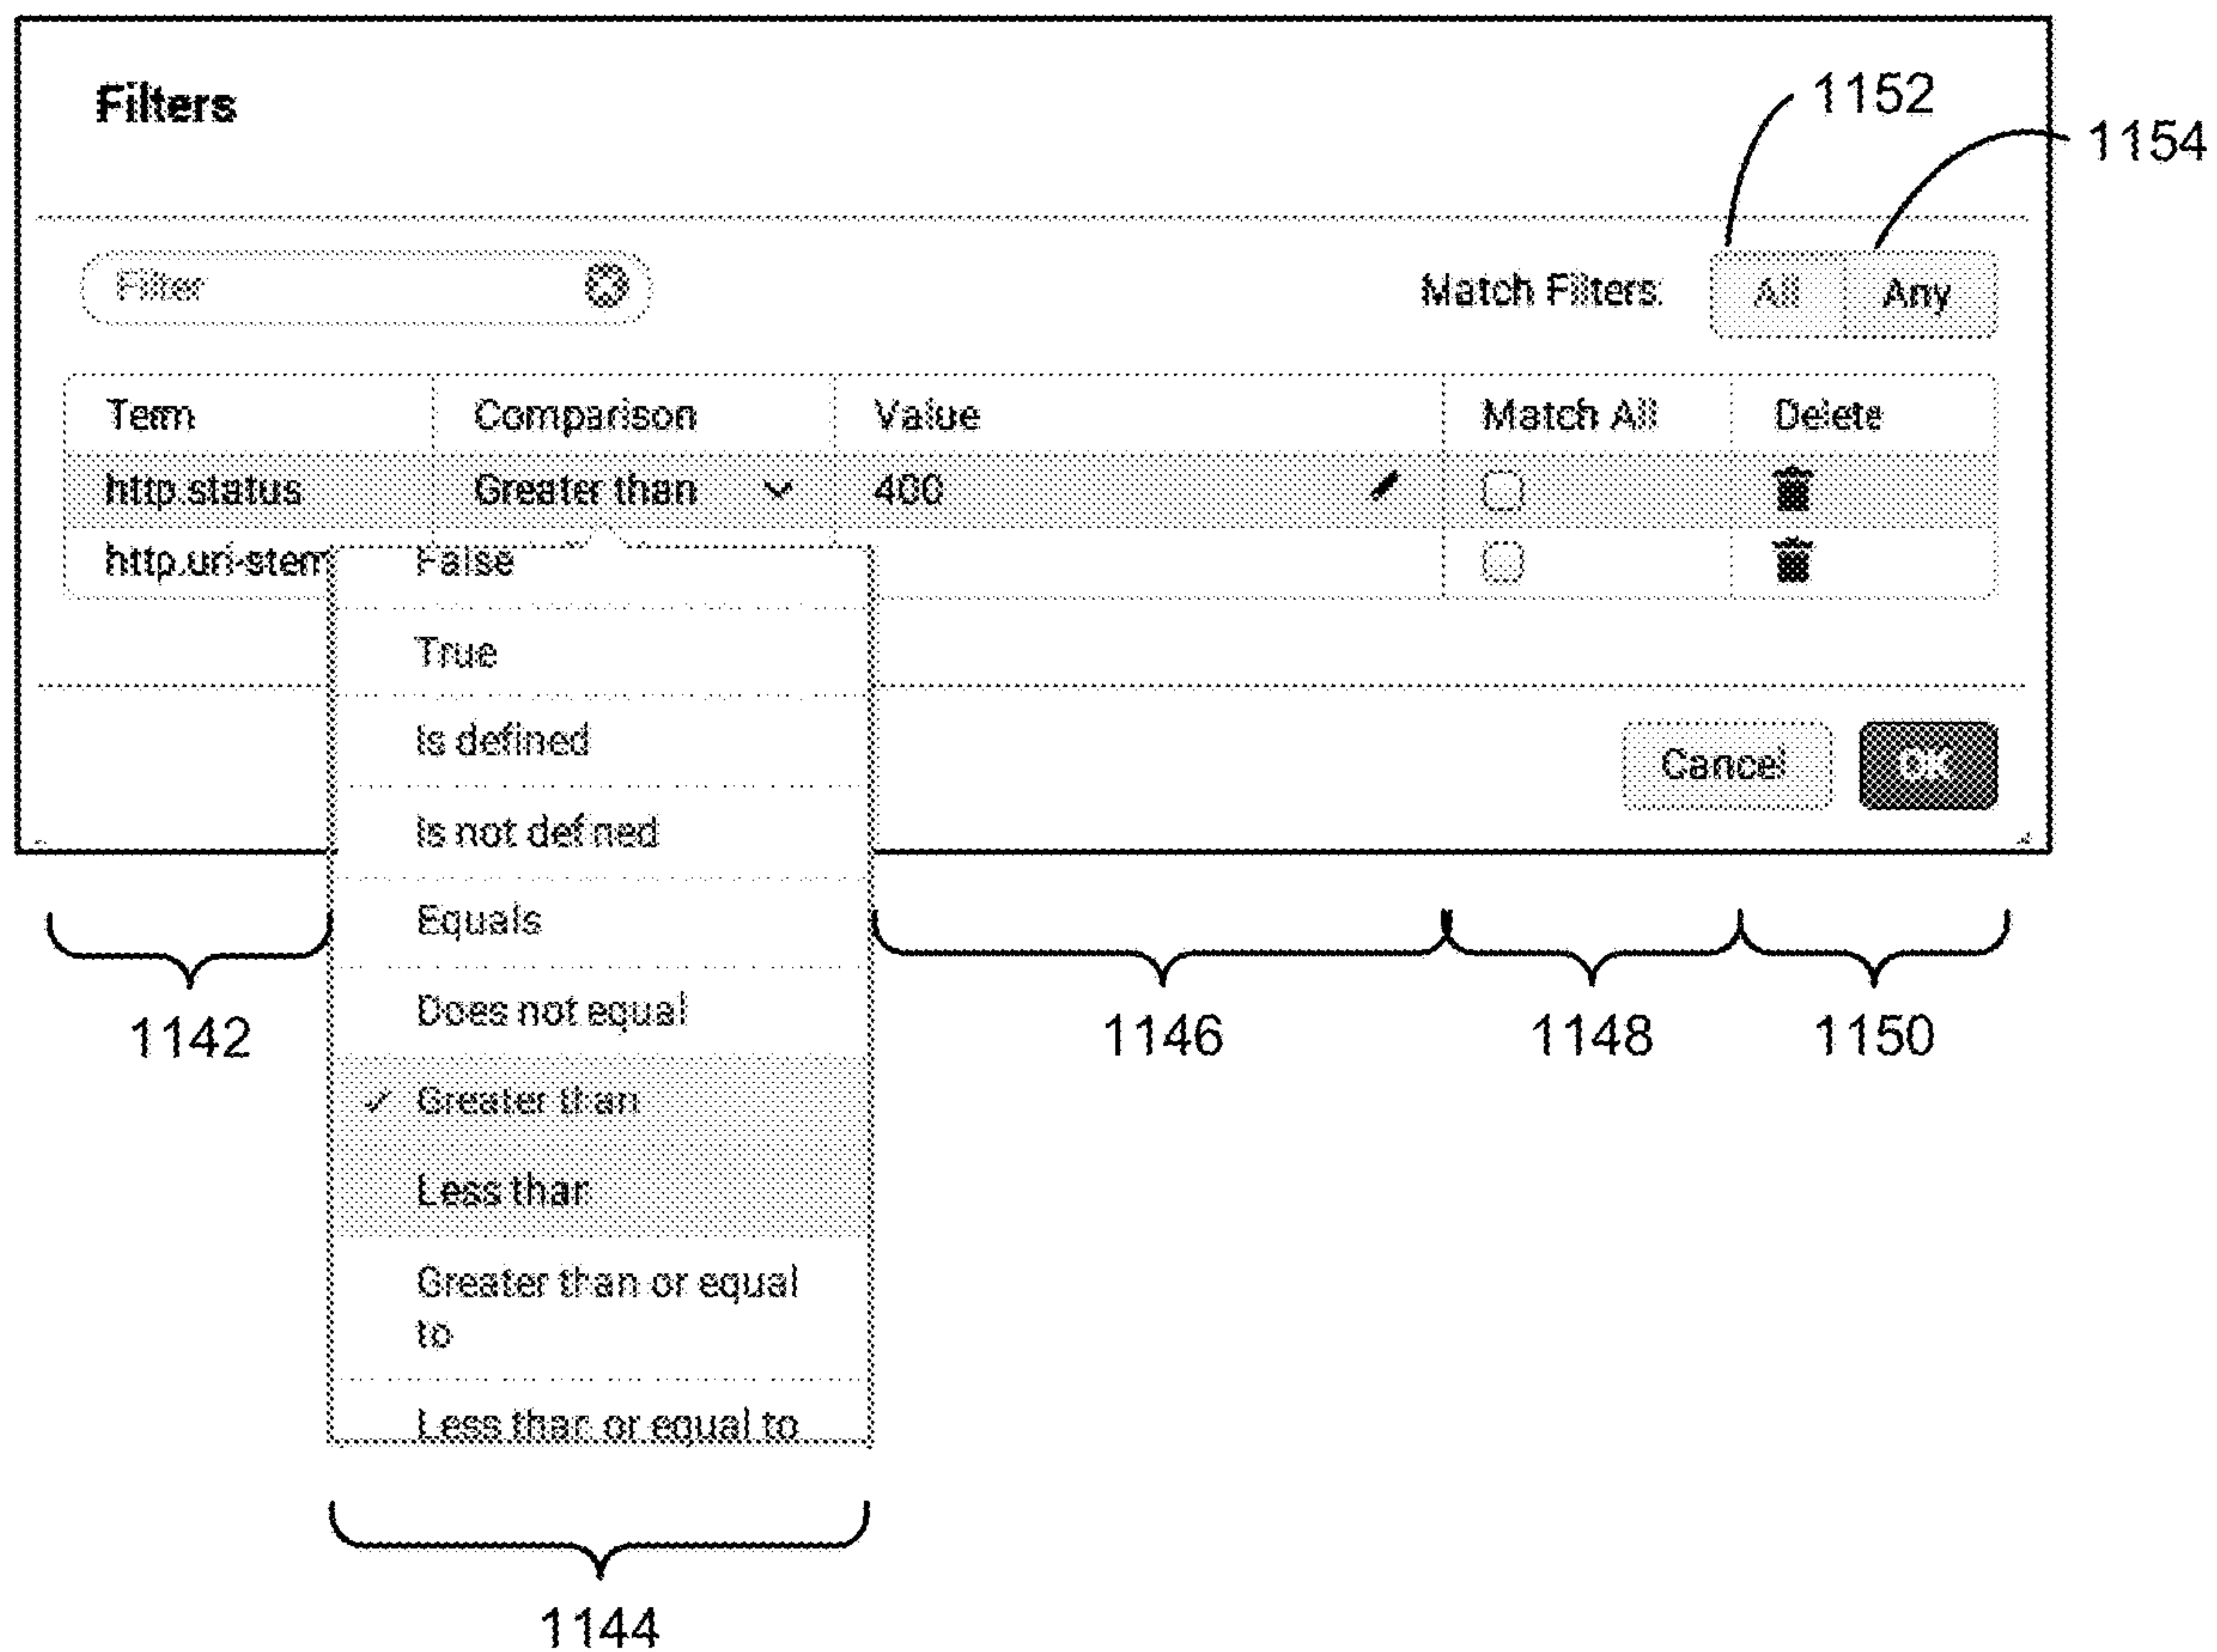 Filters
1152
1154
Filter
Match Filters:
All
Any
Term
Comparison
Value
Match All
Delete
http.status
Greater than
400
http.uri-stem
False
True
Is defined
Is not defined
Cancel
OK
Equals
Does not equal
1142
1146
1148
1150
Greater than
Less than
Greater than or equal
to
Less than or equal to
1144